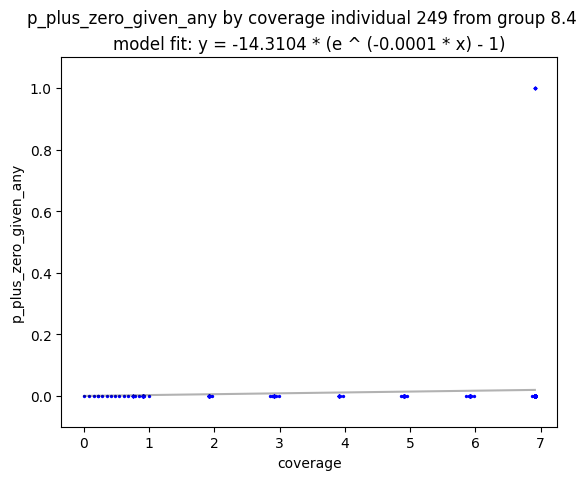 p_plus_zero_given_any by coverage individual 249 from group 8.4
model fit: y = -14.3104 * (e ^ (-0.0001 * x) - 1)
1.0
0.8
0.6
0.4
0.2
0.0
p_plus_zero_given_any
0 1 2 3 4 5 6 7
coverage